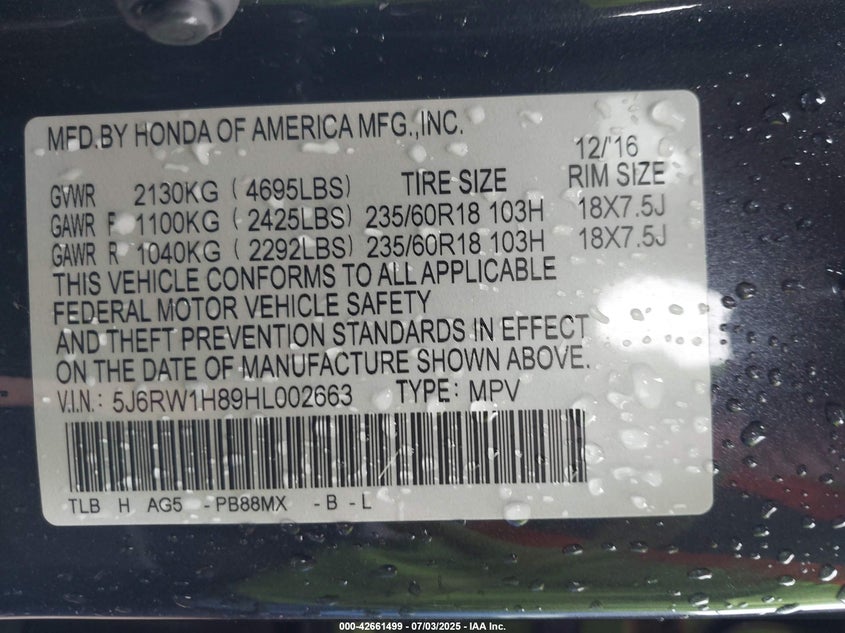 MFD.BY HONDA OF AMERICA MFG.,INC.
12/'16
GVWR 2130KG ( 4695LBS) TIRE SIZE RIM SIZE
GAWR F 1100KG ( 2425LBS) 235/60R18 103H 18X7.5J
GAWR R 1040KG ( 2292LBS) 235/60R18 103H 18X7.5J
THIS VEHICLE CONFORMS TO ALL APPLICABLE
FEDERAL MOTOR VEHICLE SAFETY
AND THEFT PREVENTION STANDARDS IN EFFECT
ON THE DATE OF MANUFACTURE SHOWN ABOVE.
V.I.N.: 5J6RW1H89HL002663 TYPE: MPV
TLB H AG5 - PB88MX - B - L
000-42661499 - 07/03/2025 - IAA Inc.